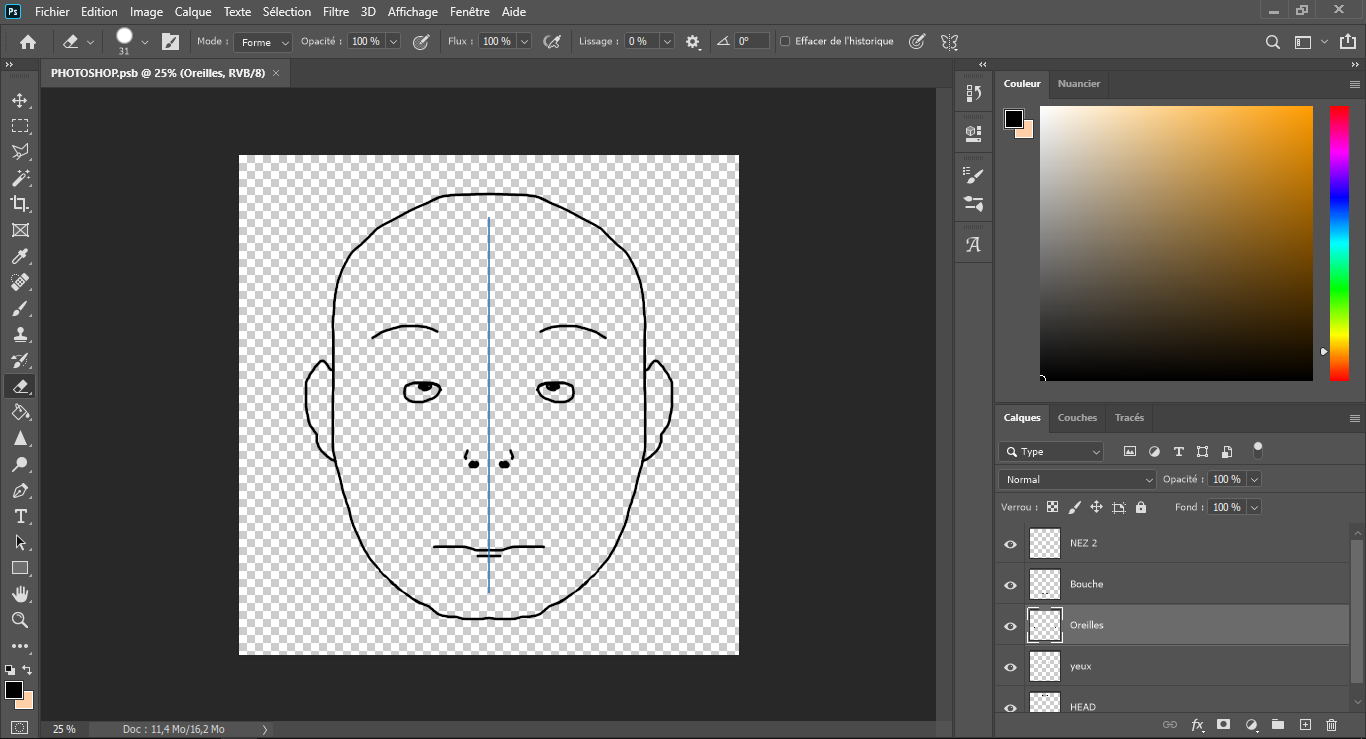 Ps Fichier Edition Image Calque Texte Sélection Filtre 3D Affichage Fenêtre Aide
31 Mode : Forme Opacité : 100 % Flux : 100 % Lissage : 0 % 0° Effacer de l'historique
PHOTOSHOP.psb @ 25% (Oreilles, RVB/8) ×
Couleur Nuancier
Calques Couches Tracés
Type
Normal Opacité : 100 %
Verrou : Fond : 100 %
NEZ 2
Bouche
Oreilles
yeux
HEAD
25 % Doc : 11,4 Mo/16,2 Mo
fx